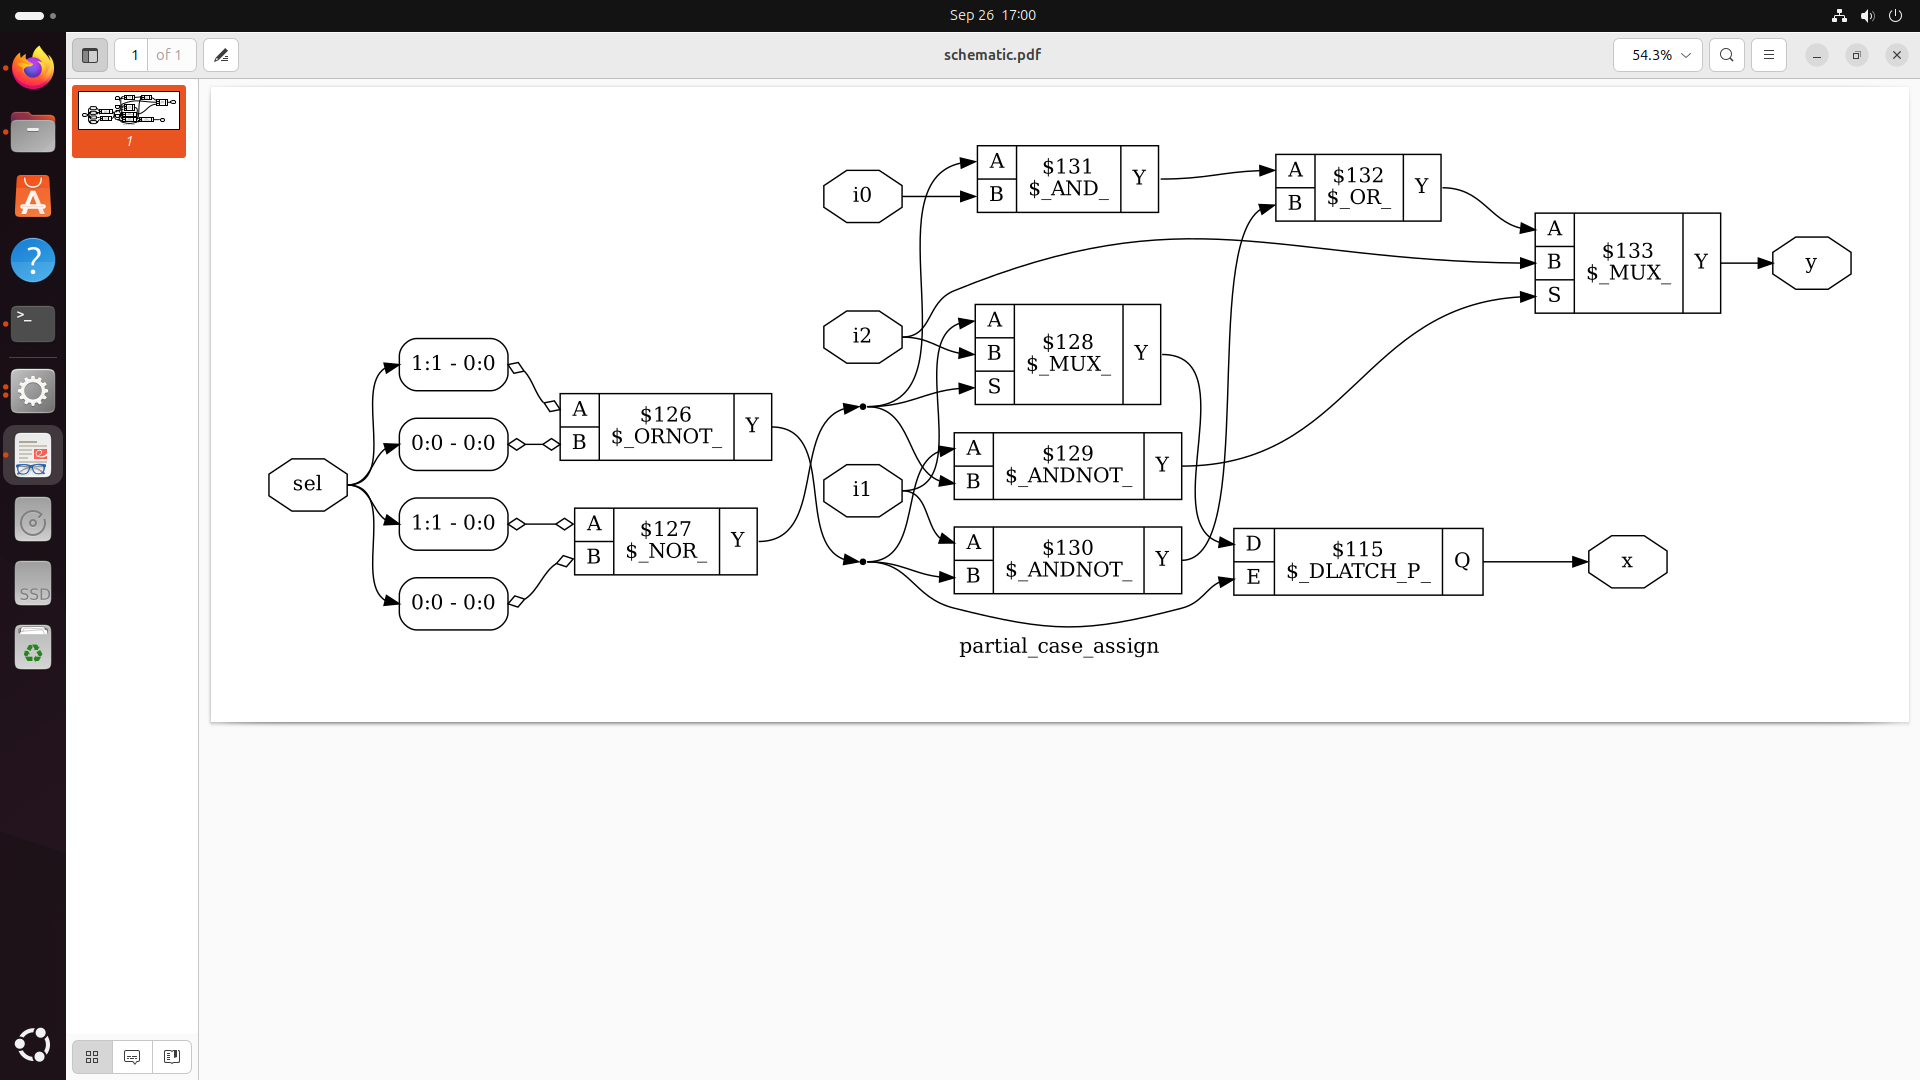 Sep 26 17:00
1 of 1
schematic.pdf
54.3%
1
A
$131
$_AND_
B
Y
A
$132
$_OR_
B
Y
i0
A
B
S
$133
$_MUX_
Y
y
i2
A
B
S
$128
$_MUX_
Y
1:1 - 0:0
0:0 - 0:0
A
B
$126
$_ORNOT_
Y
A
B
$129
$_ANDNOT_
Y
sel
i1
1:1 - 0:0
0:0 - 0:0
A
B
$127
$_NOR_
Y
A
B
$130
$_ANDNOT_
Y
D
E
$115
$_DLATCH_P_
Q
x
partial_case_assign
SSD